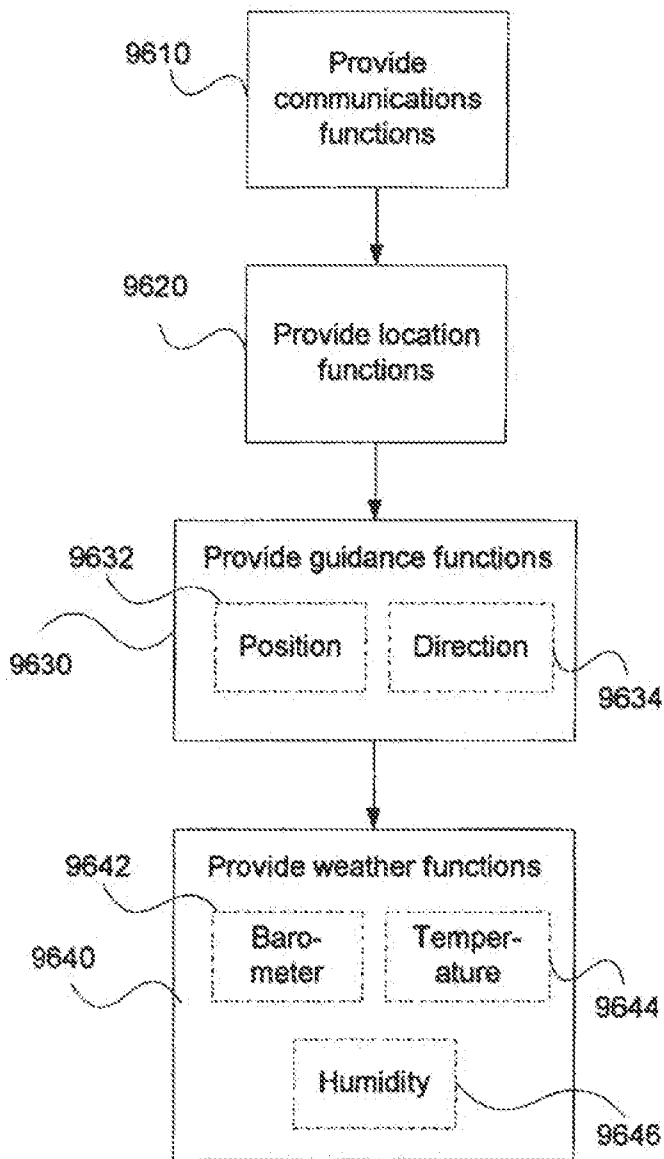 9610
Provide
communications
functions
9620
Provide location
functions
9632
Provide guidance functions
Position
Direction
9630
9634
9642
Provide weather functions
Baro-
meter
Temper-
ature
9640
9644
Humidity
9646